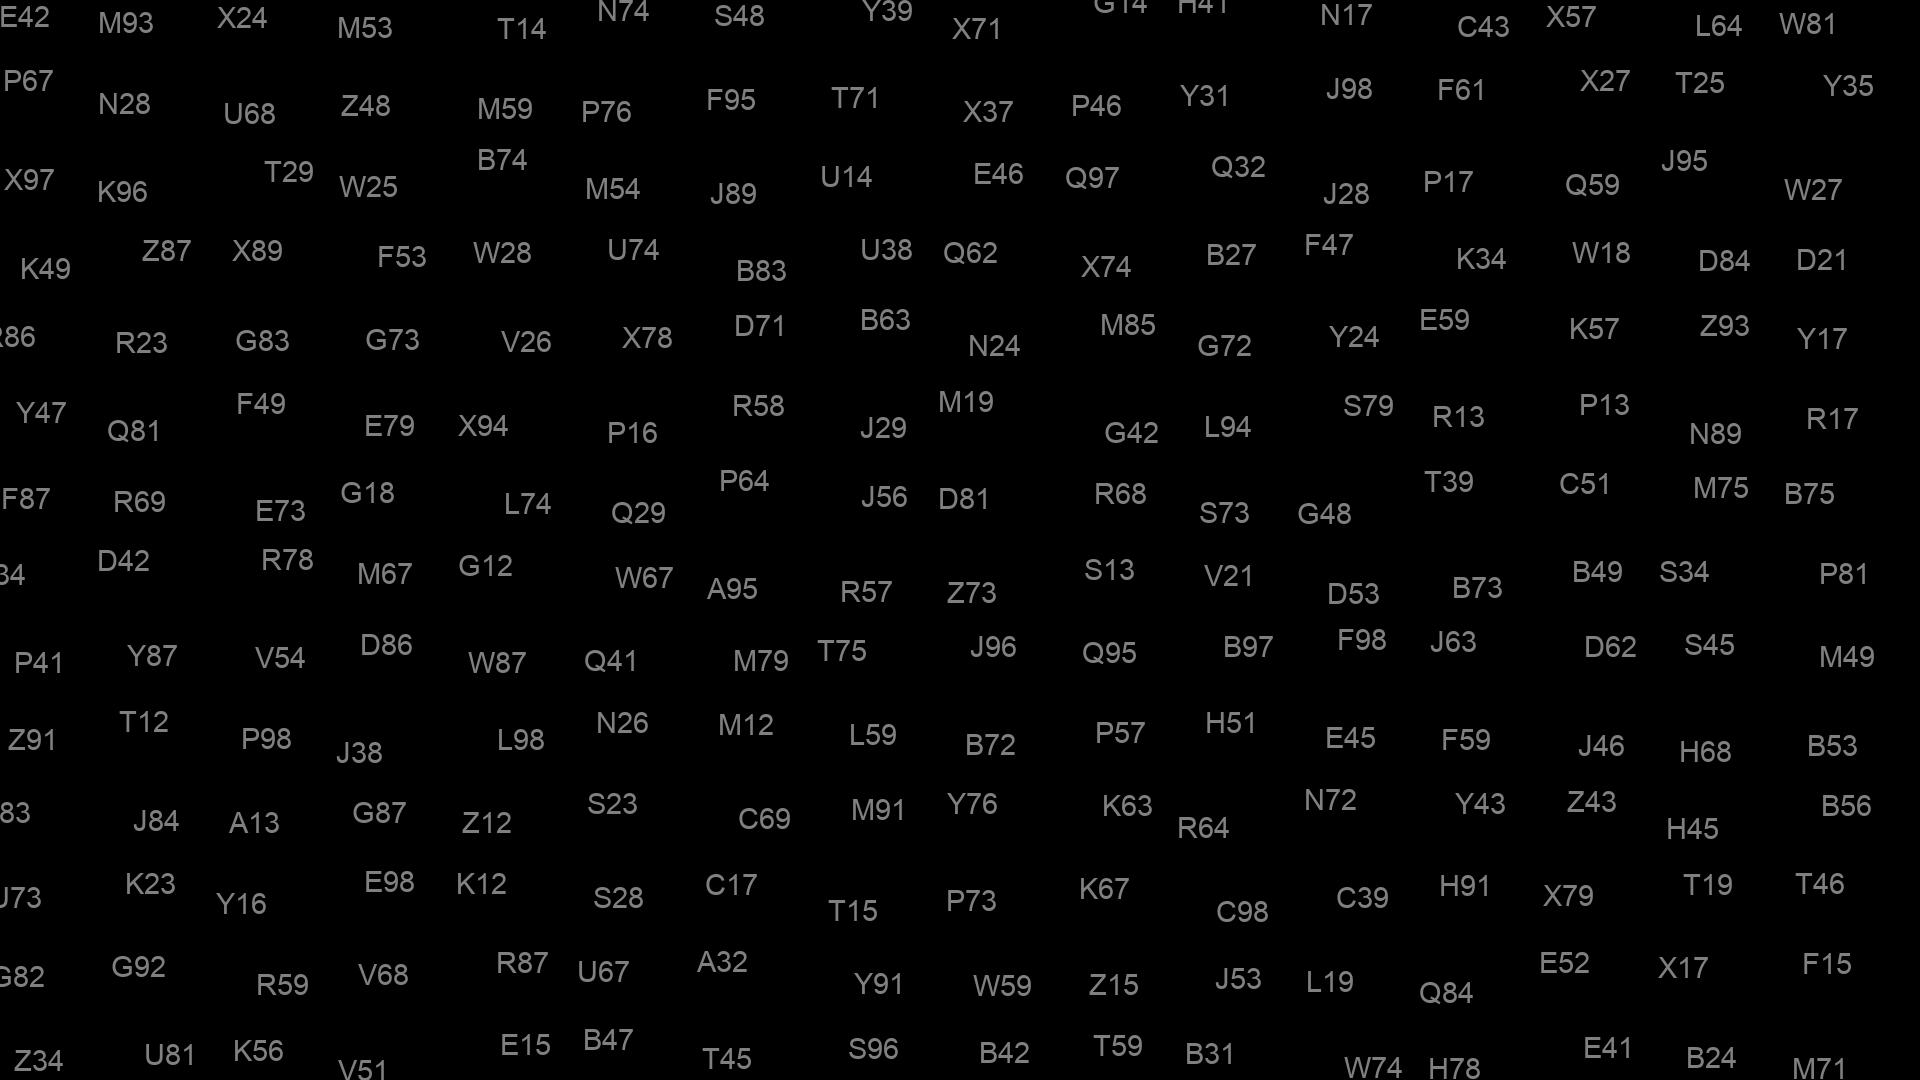 E42 M93 X24 M53 T14 N74 S48 Y39 X71 G14 H41 N17 C43 X57 L64 W81
P67 N28 U68 Z48 M59 P76 F95 T71 X37 P46 Y31 J98 F61 X27 T25 Y35
X97 K96 T29 W25 B74 M54 J89 U14 E46 Q97 Q32 J28 P17 Q59 J95 W27
K49 Z87 X89 F53 W28 U74 B83 U38 Q62 X74 B27 F47 K34 W18 D84 D21
R86 R23 G83 G73 V26 X78 D71 B63 N24 M85 G72 Y24 E59 K57 Z93 Y17
Y47 Q81 F49 E79 X94 P16 R58 J29 M19 G42 L94 S79 R13 P13 N89 R17
F87 R69 E73 G18 L74 Q29 P64 J56 D81 R68 S73 G48 T39 C51 M75 B75
D42 R78 M67 G12 W67 A95 R57 Z73 S13 V21 D53 B73 B49 S34 P81
P41 Y87 V54 D86 W87 Q41 M79 T75 J96 Q95 B97 F98 J63 D62 S45 M49
Z91 T12 P98 J38 L98 N26 M12 L59 B72 P57 H51 E45 F59 J46 H68 B53
83 J84 A13 G87 Z12 S23 C69 M91 Y76 K63 R64 N72 Y43 Z43 H45 B56
U73 K23 Y16 E98 K12 S28 C17 T15 P73 K67 C98 C39 H91 X79 T19 T46
G82 G92 R59 V68 R87 U67 A32 Y91 W59 Z15 J53 L19 Q84 E52 X17 F15
Z34 U81 K56 V51 E15 B47 T45 S96 B42 T59 B31 W74 H78 E41 B24 M71